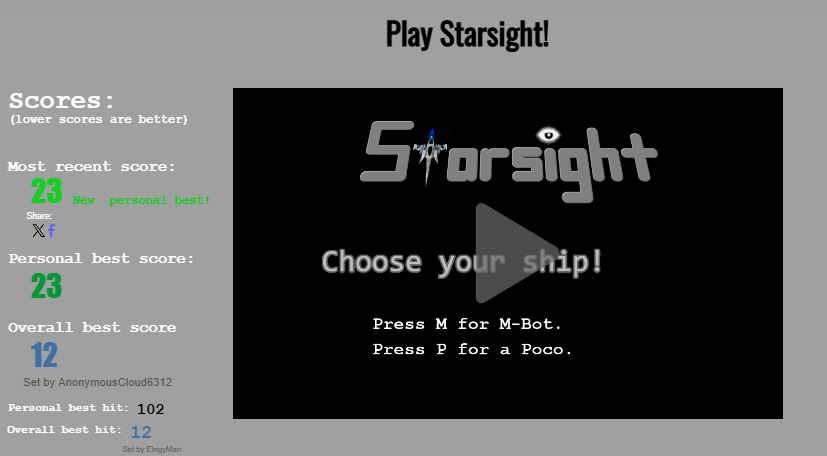 Play Starsight!
Scores:
(lower scores are better)
Most recent score:
23 New personal best!
Share:
Personal best score:
23
Overall best score
12
Set by AnonymousCloud6312
Personal best hit: 102
Overall best hit: 12
Set by ElegyMan
Starsight
Choose your ship!
Press M for M-Bot.
Press P for a Poco.